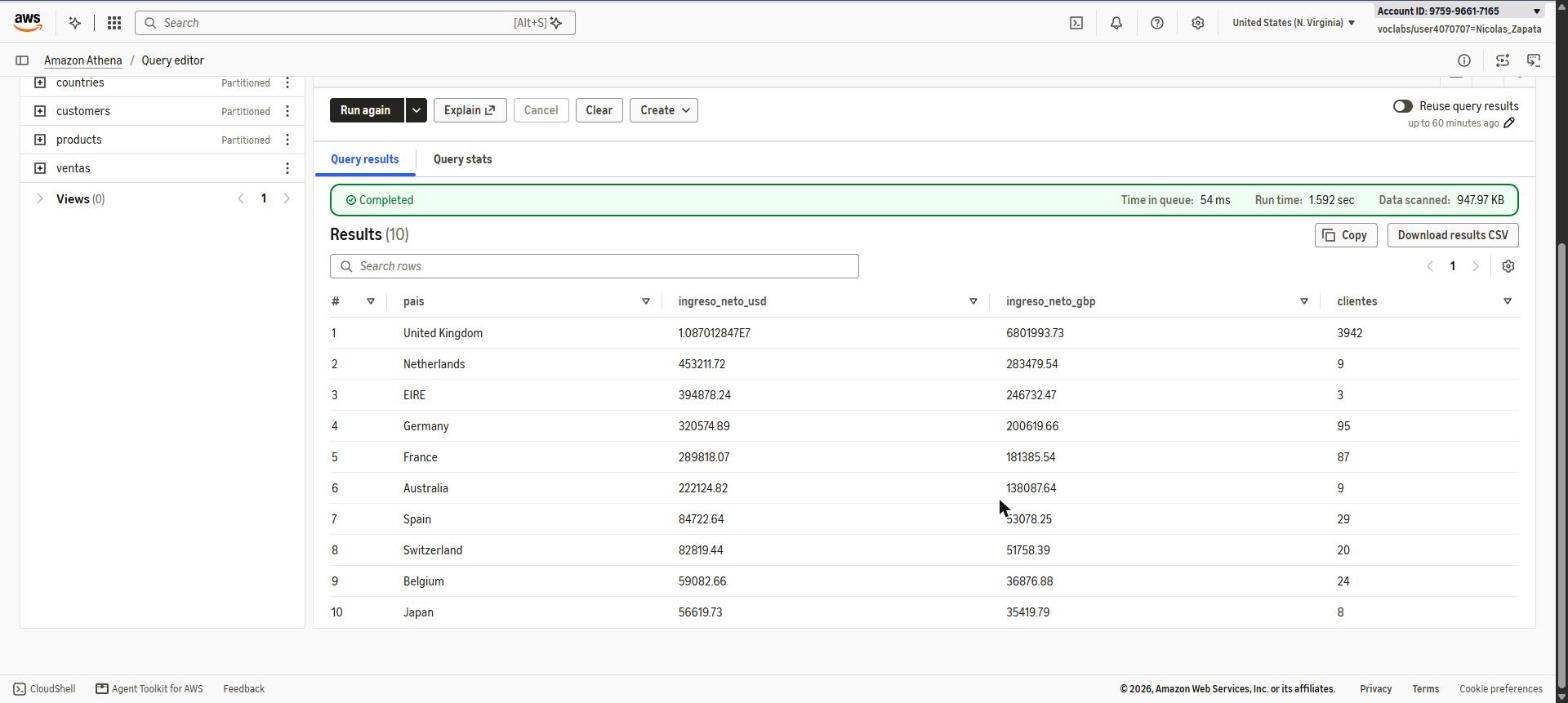 aws
Search [Alt+S]
United States (N. Virginia)
Account ID: 9759-9661-7165
voclabs/user4070707=Nicolas_Zapata
Amazon Athena / Query editor
countries Partitioned
customers Partitioned
products Partitioned
ventas
Views (0) 1
Run again Explain Cancel Clear Create
Reuse query results
up to 60 minutes ago
Query results Query stats
Completed Time in queue: 54 ms Run time: 1.592 sec Data scanned: 947.97 KB
Results (10) Copy Download results CSV
Search rows 1
# pais ingreso_neto_usd ingreso_neto_gbp clientes
1 United Kingdom 1.087012847E7 6801993.73 3942
2 Netherlands 453211.72 283479.54 9
3 EIRE 394878.24 246732.47 3
4 Germany 320574.89 200619.66 95
5 France 289818.07 181385.54 87
6 Australia 222124.82 138087.64 9
7 Spain 84722.64 53078.25 29
8 Switzerland 82819.44 51758.39 20
9 Belgium 59082.66 36876.88 24
10 Japan 56619.73 35419.79 8
CloudShell Agent Toolkit for AWS Feedback © 2026, Amazon Web Services, Inc. or its affiliates. Privacy Terms Cookie preferences